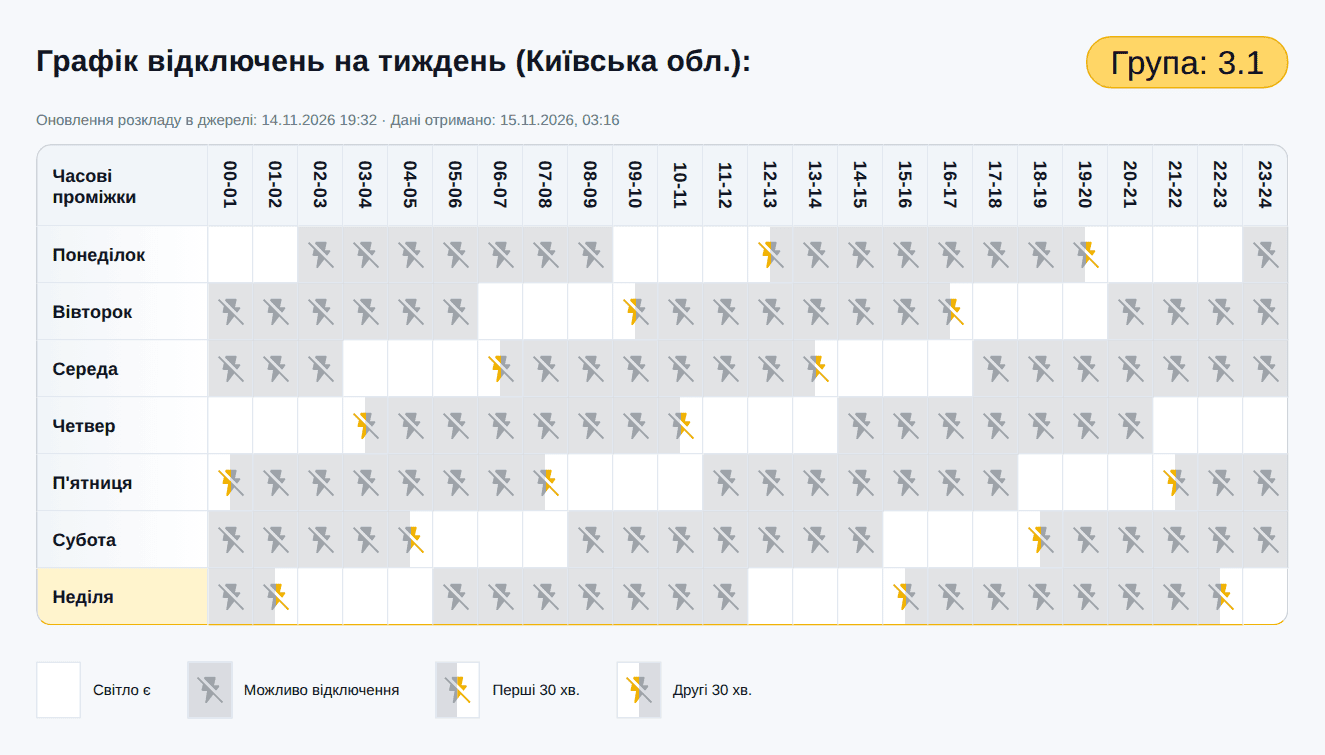 Графік відключень на тиждень (Київська обл.):
Група: 3.1
Оновлення розкладу в джерелі: 14.11.2026 19:32 · Дані отримано: 15.11.2026, 03:16
Часові проміжки 00-01 01-02 02-03 03-04 04-05 05-06 06-07 07-08 08-09 09-10 10-11 11-12 12-13 13-14 14-15 15-16 16-17 17-18 18-19 19-20 20-21 21-22 22-23 23-24
Понеділок
Вівторок
Середа
Четвер
П'ятниця
Субота
Неділя
Світло є Можливо відключення Перші 30 хв. Другі 30 хв.